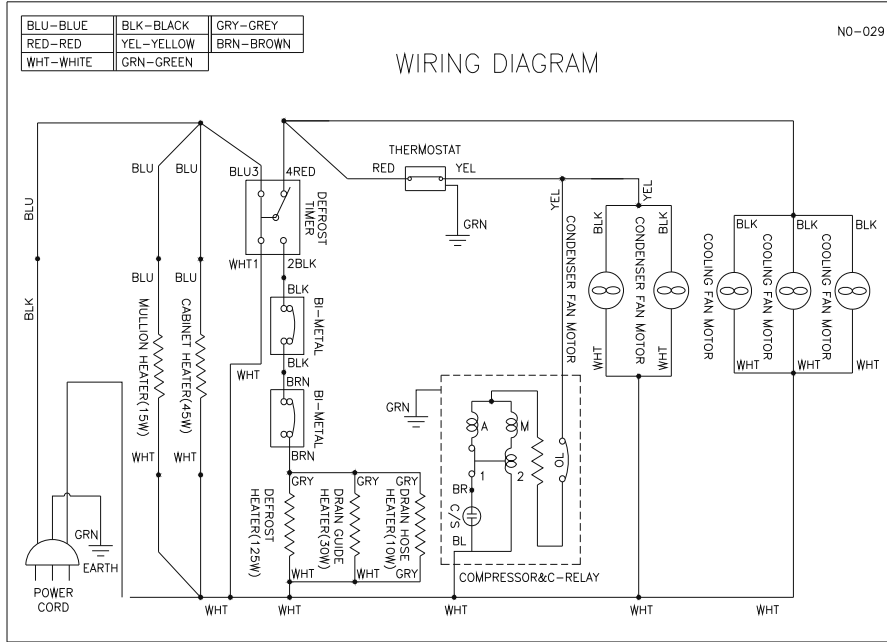 BLU-BLUE BLK-BLACK GRY-GREY
RED-RED YEL-YELLOW BRN-BROWN
WHT-WHITE GRN-GREEN
N0-029
WIRING DIAGRAM
THERMOSTAT
RED YEL
GRN
BLU
BLU
BLU3
4RED
DEFROST
TIMER
WHT1
2BLK
BLU
BLK
BLU
BLU
MULLION HEATER(15W)
CABINET HEATER(45W)
WHT
WHT
WHT
BLK
BI-METAL
BLK
BRN
BI-METAL
BRN
YEL
YEL
CONDENSER FAN MOTOR
BLK
CONDENSER FAN MOTOR
BLK
WHT
WHT
BLK
BLK
BLK
COOLING FAN MOTOR
COOLING FAN MOTOR
COOLING FAN MOTOR
WHT
WHT
WHT
GRN
A
M
1
2
OL
BR
C/S
BL
COMPRESSOR&C-RELAY
GRY
GRY
GRY
DEFROST
HEATER(125W)
DRAIN GUIDE
HEATER(30W)
DRAIN HOSE
HEATER(10W)
WHT
WHT
GRY
GRN
EARTH
POWER
CORD
WHT
WHT
WHT
WHT
WHT